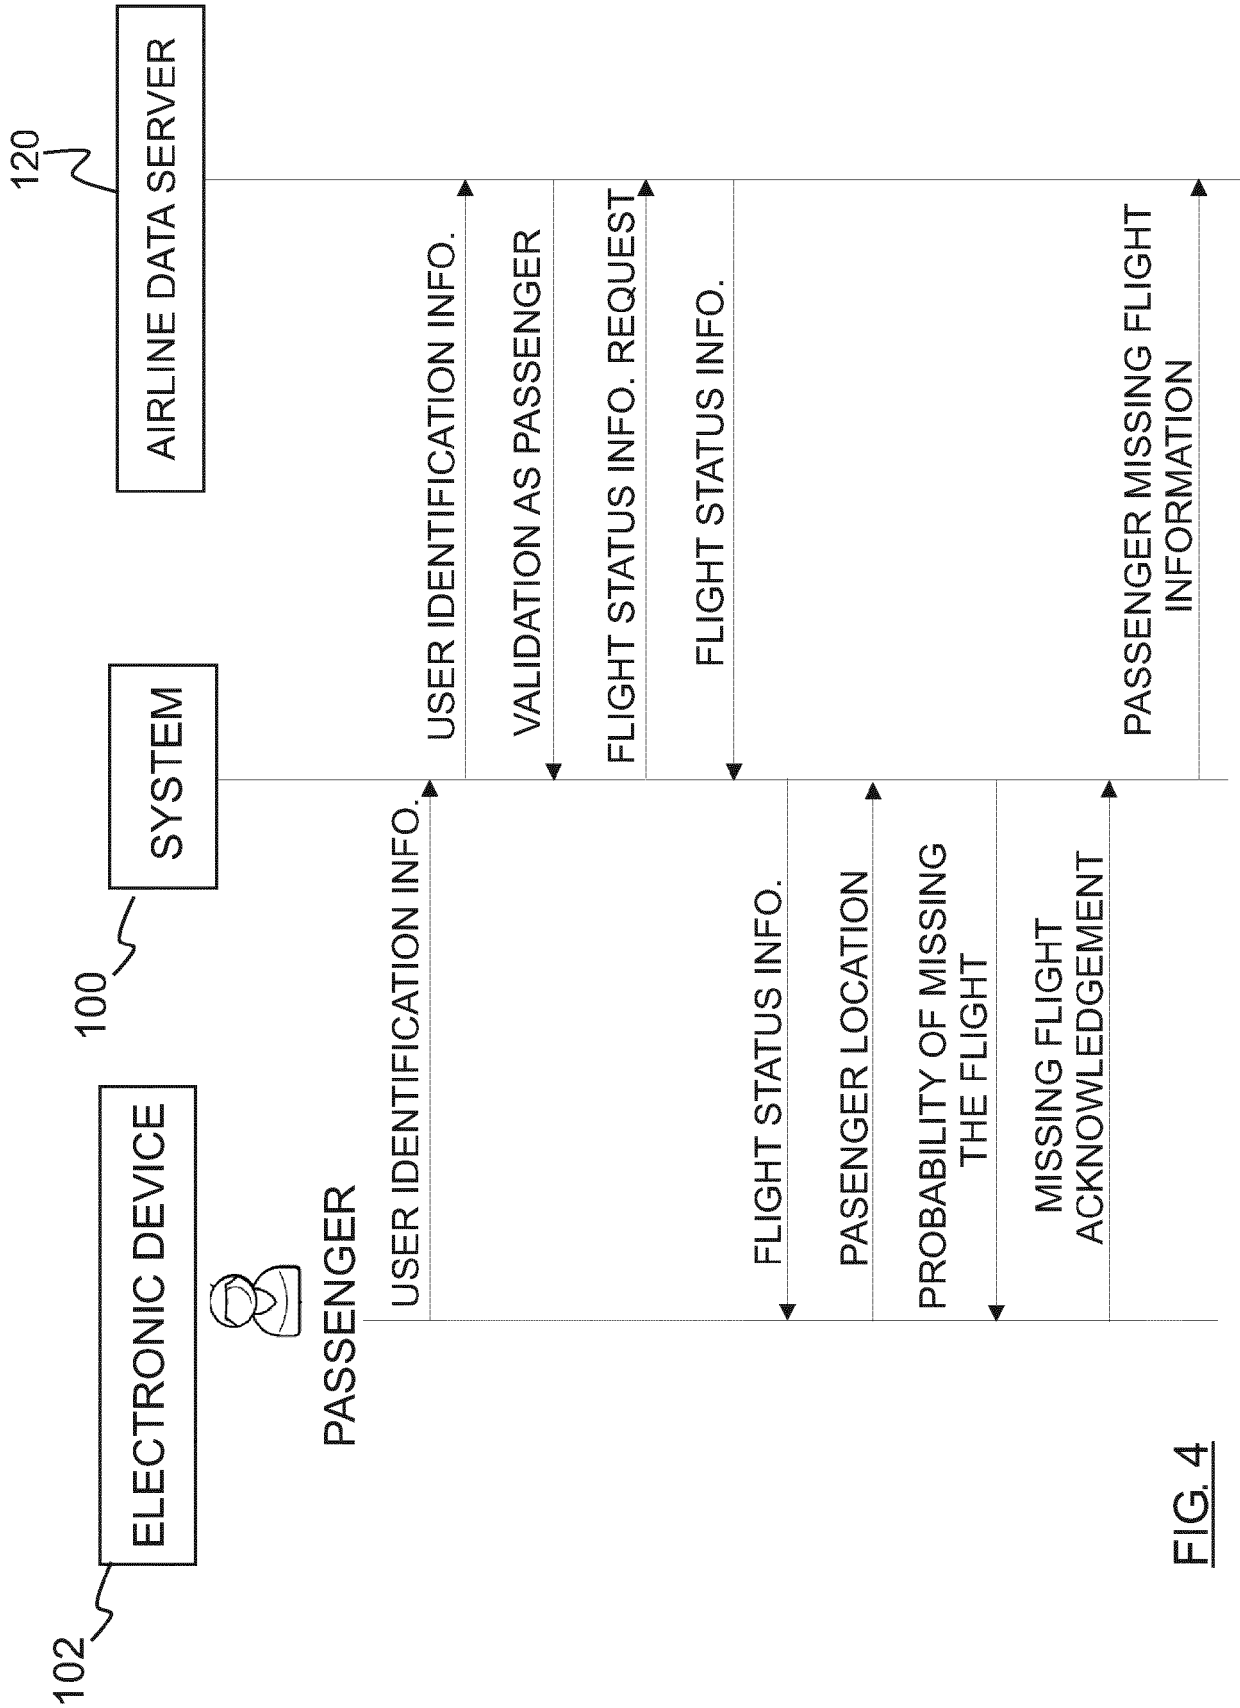 102
ELECTRONIC DEVICE
100
SYSTEM
120
AIRLINE DATA SERVER
PASSENGER
USER IDENTIFICATION INFO.
USER IDENTIFICATION INFO.
VALIDATION AS PASSENGER
FLIGHT STATUS INFO. REQUEST
FLIGHT STATUS INFO.
FLIGHT STATUS INFO.
PASENGER LOCATION
PROBABILITY OF MISSING
THE FLIGHT
MISSING FLIGHT
ACKNOWLEDGEMENT
PASSENGER MISSING FLIGHT
INFORMATION
FIG. 4